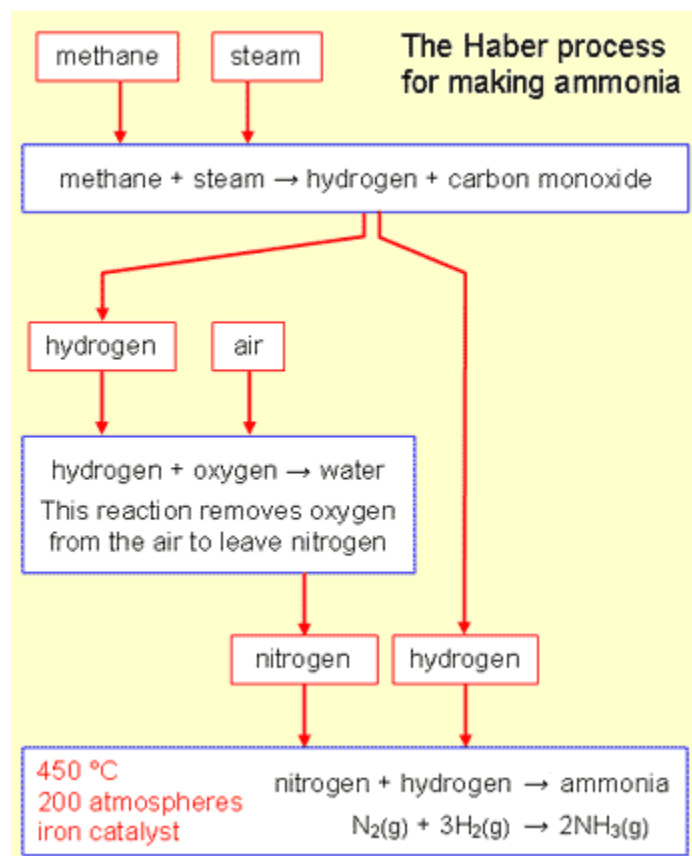 The Haber process
for making ammonia
methane
steam
methane + steam → hydrogen + carbon monoxide
hydrogen
air
hydrogen + oxygen → water
This reaction removes oxygen
from the air to leave nitrogen
nitrogen
hydrogen
450 °C
200 atmospheres
iron catalyst
nitrogen + hydrogen → ammonia
N₂(g) + 3H₂(g) → 2NH₃(g)